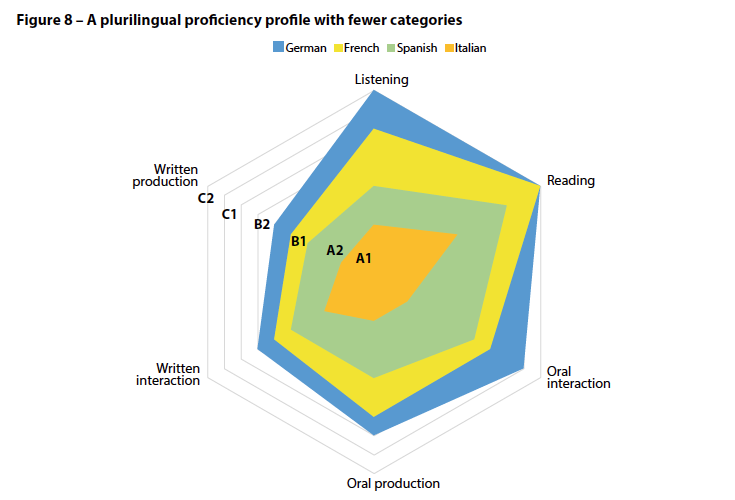 Figure 8 – A plurilingual proficiency profile with fewer categories
German French Spanish Italian
Listening
Written
production
Reading
C2
C1
B2
B1
A2
A1
Written
interaction
Oral
interaction
Oral production